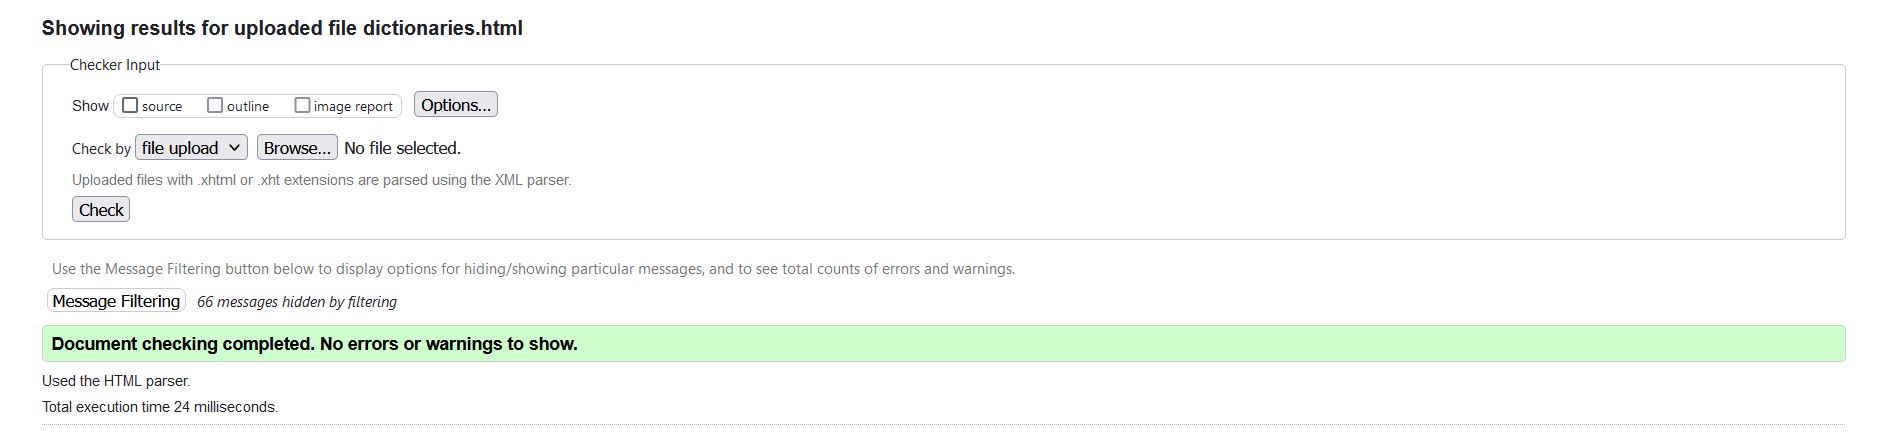 Showing results for uploaded file dictionaries.html
Checker Input
Show source outline image report Options...
Check by file upload Browse... No file selected.
Uploaded files with .xhtml or .xht extensions are parsed using the XML parser.
Check
Use the Message Filtering button below to display options for hiding/showing particular messages, and to see total counts of errors and warnings.
Message Filtering 66 messages hidden by filtering
Document checking completed. No errors or warnings to show.
Used the HTML parser.
Total execution time 24 milliseconds.